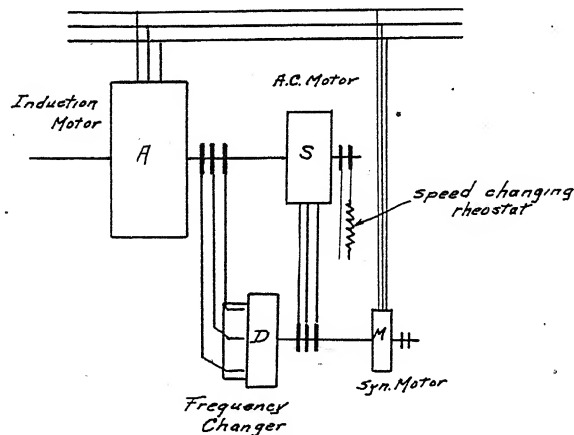 A.C. Motor
Induction
Motor
A
S
speed changing
rheostat
D
M
Syn. Motor
Frequency
Changer